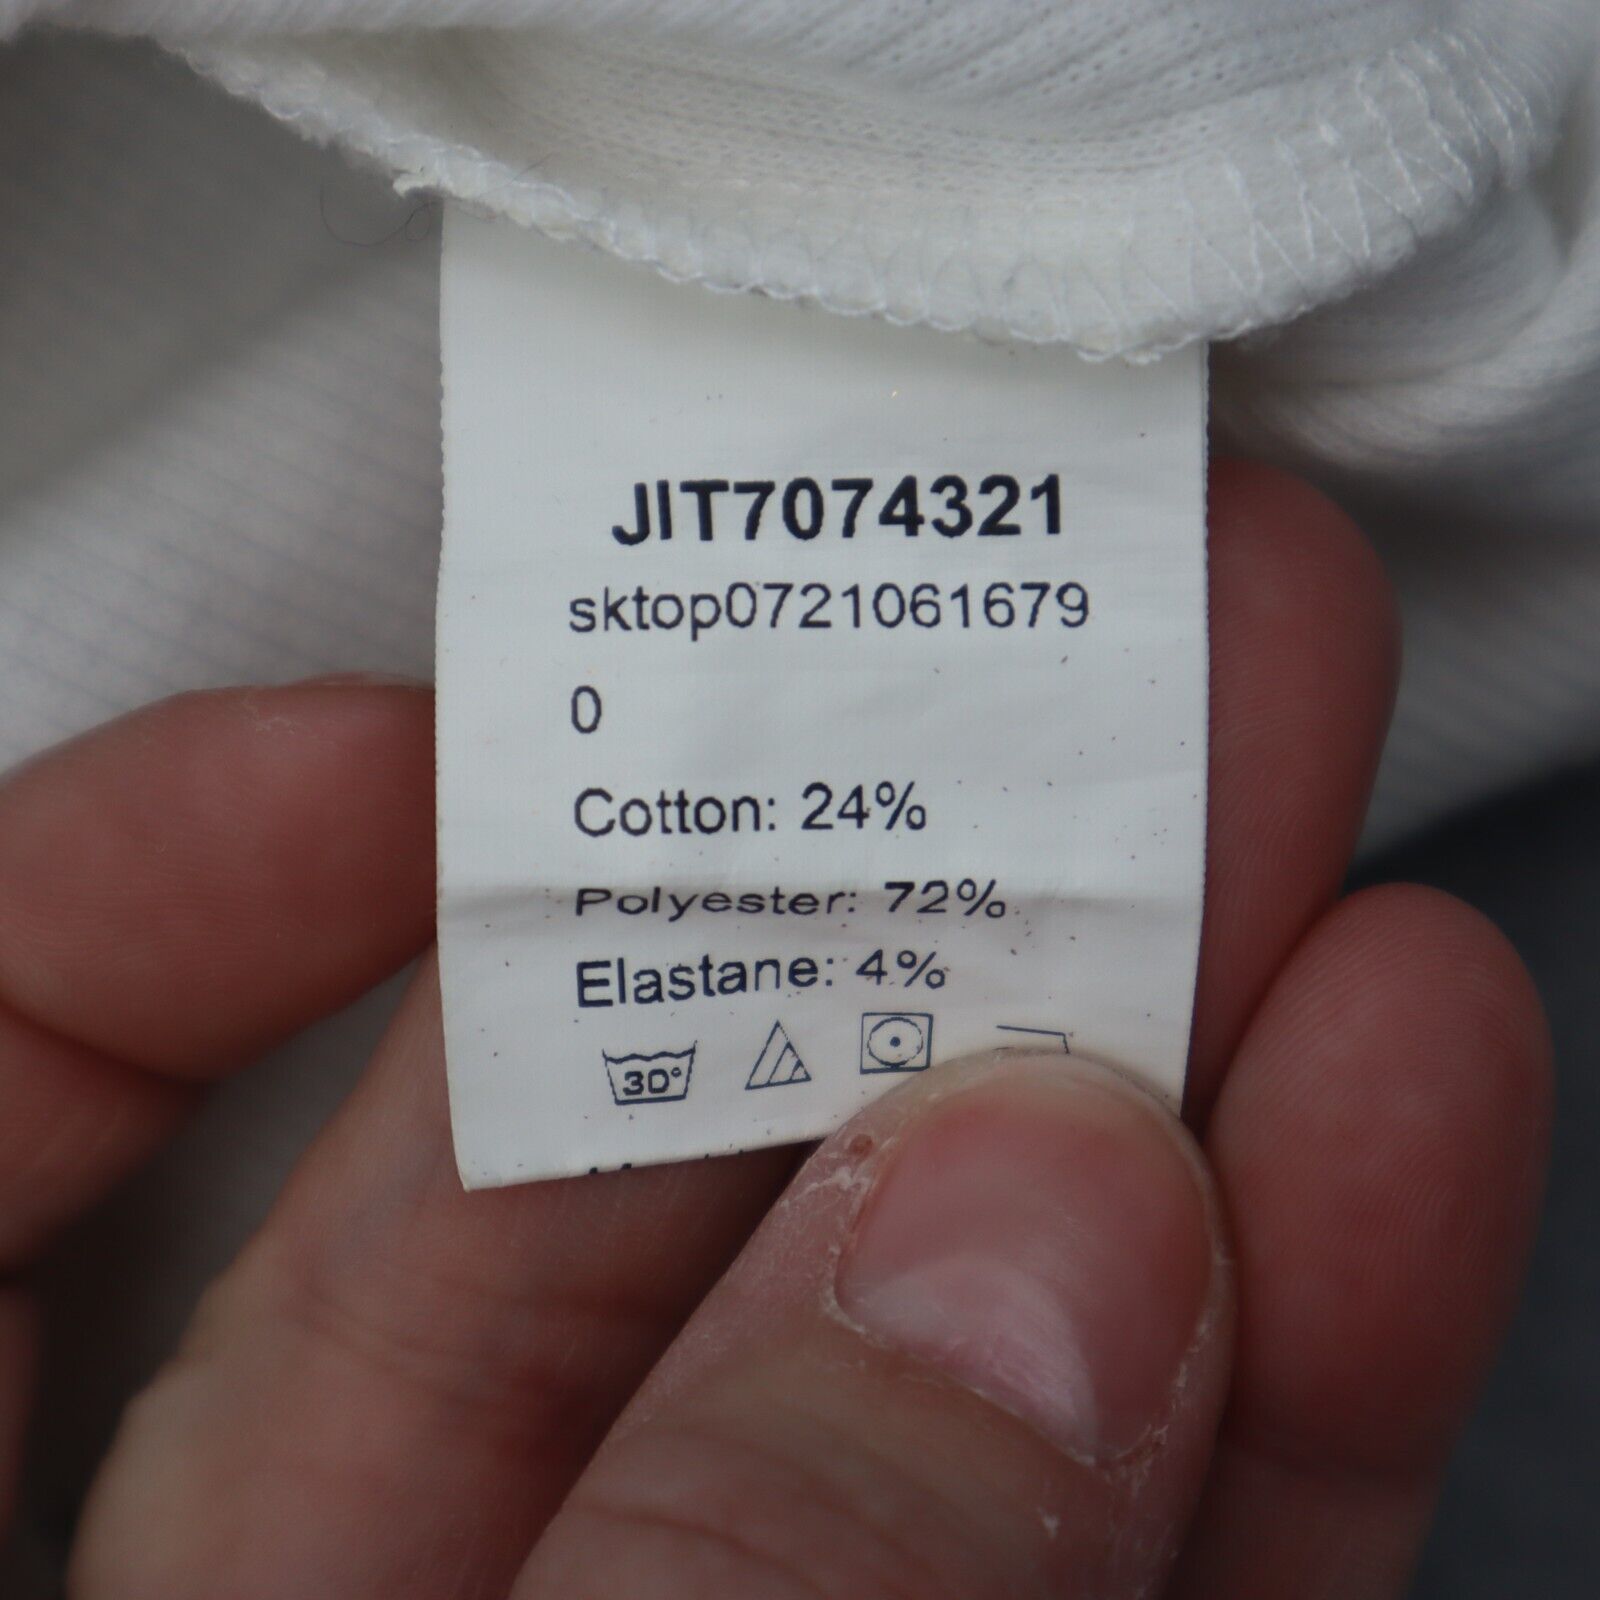 JIT7074321
sktop0721061679
0
Cotton: 24%
Polyester: 72%
Elastane: 4%
30°